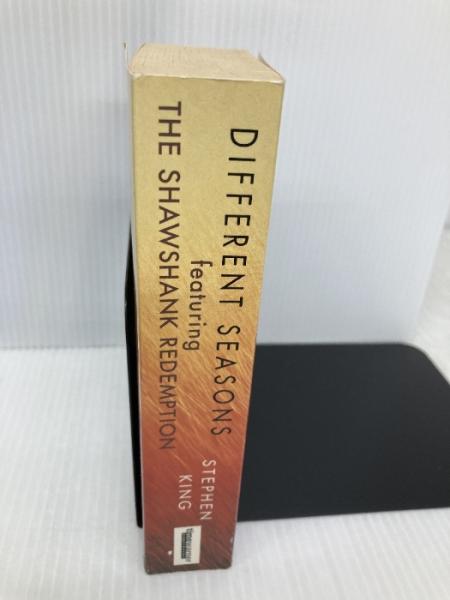 DIFFERENT SEASONS
featuring
THE SHAWSHANK REDEMPTION
STEPHEN
KING